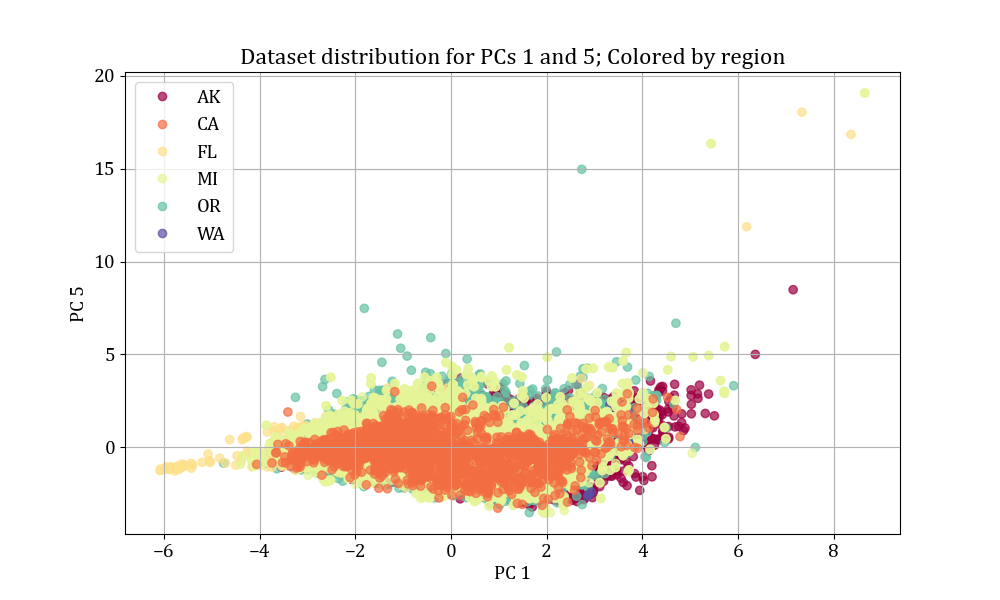 Dataset distribution for PCs 1 and 5; Colored by region
20
15
10
5
0
PC 5
AK
CA
FL
MI
OR
WA
−6
−4
−2
0
2
4
6
8
PC 1